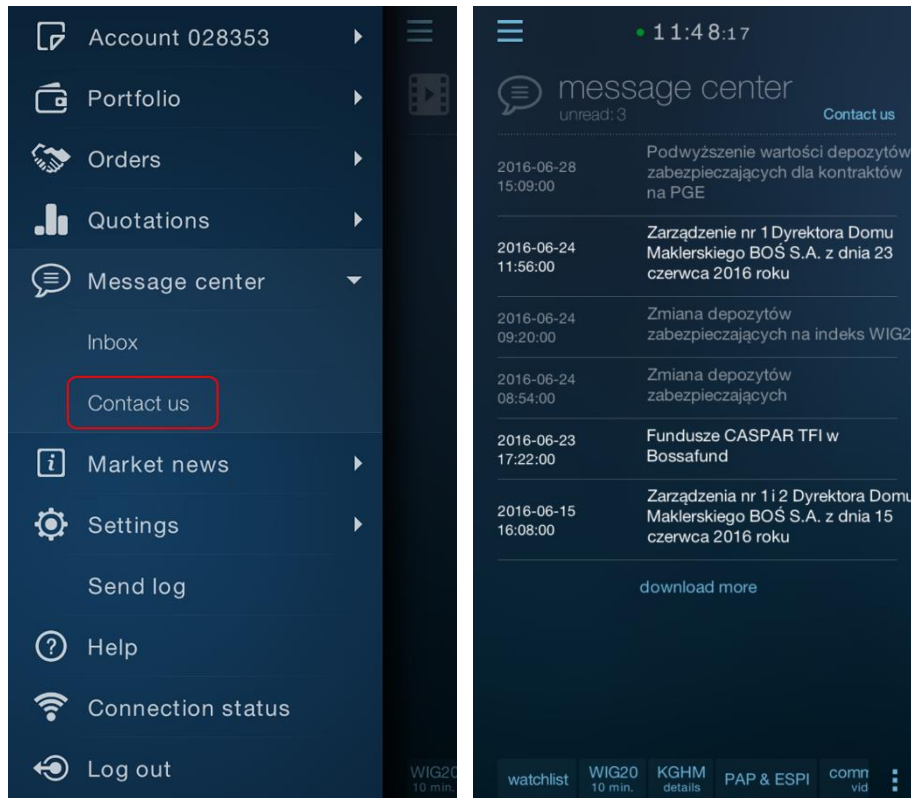 Account 028353
Portfolio
Orders
Quotations
Message center
Inbox
Contact us
Market news
Settings
Send log
Help
Connection status
Log out
WIG20
10 min.
11:48:17
message center
unread: 3
Contact us
2016-06-28
15:09:00
Podwyższenie wartości depozytów
zabezpieczających dla kontraktów
na PGE
2016-06-24
11:56:00
Zarządzenie nr 1 Dyrektora Domu
Maklerskiego BOŚ S.A. z dnia 23
czerwca 2016 roku
2016-06-24
09:20:00
Zmiana depozytów
zabezpieczających na indeks WIG2
2016-06-24
08:54:00
Zmiana depozytów
zabezpieczających
2016-06-23
17:22:00
Fundusze CASPAR TFI w
Bossafund
2016-06-15
16:08:00
Zarządzenia nr 1 i 2 Dyrektora Domu
Maklerskiego BOŚ S.A. z dnia 15
czerwca 2016 roku
download more
watchlist
WIG20
10 min.
KGHM
details
PAP & ESPI
vid